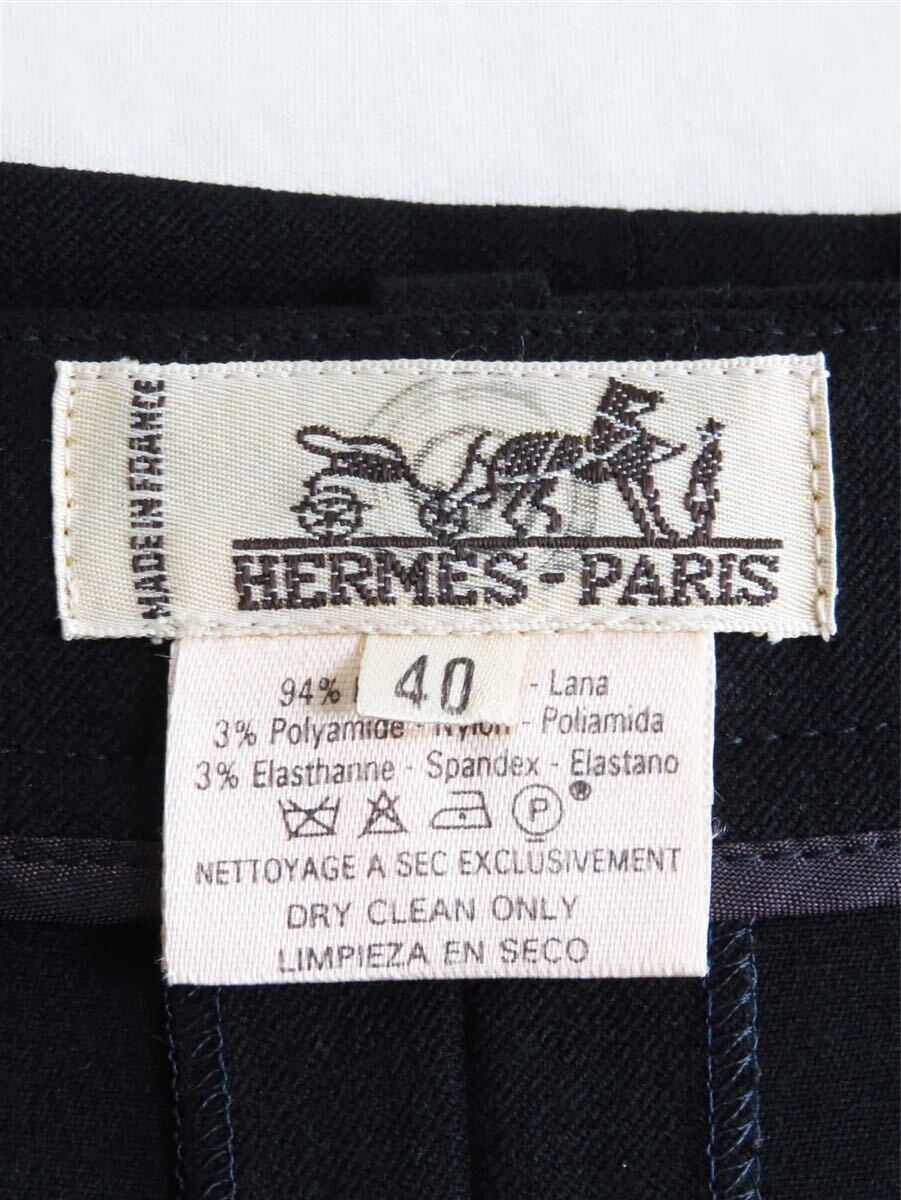 MADE IN FRANCE
HERMES-PARIS
40
94% - Lana
3% Polyamide - Nylon - Poliamida
3% Elasthanne - Spandex - Elastano
P ®
NETTOYAGE A SEC EXCLUSIVEMENT
DRY CLEAN ONLY
LIMPIEZA EN SECO